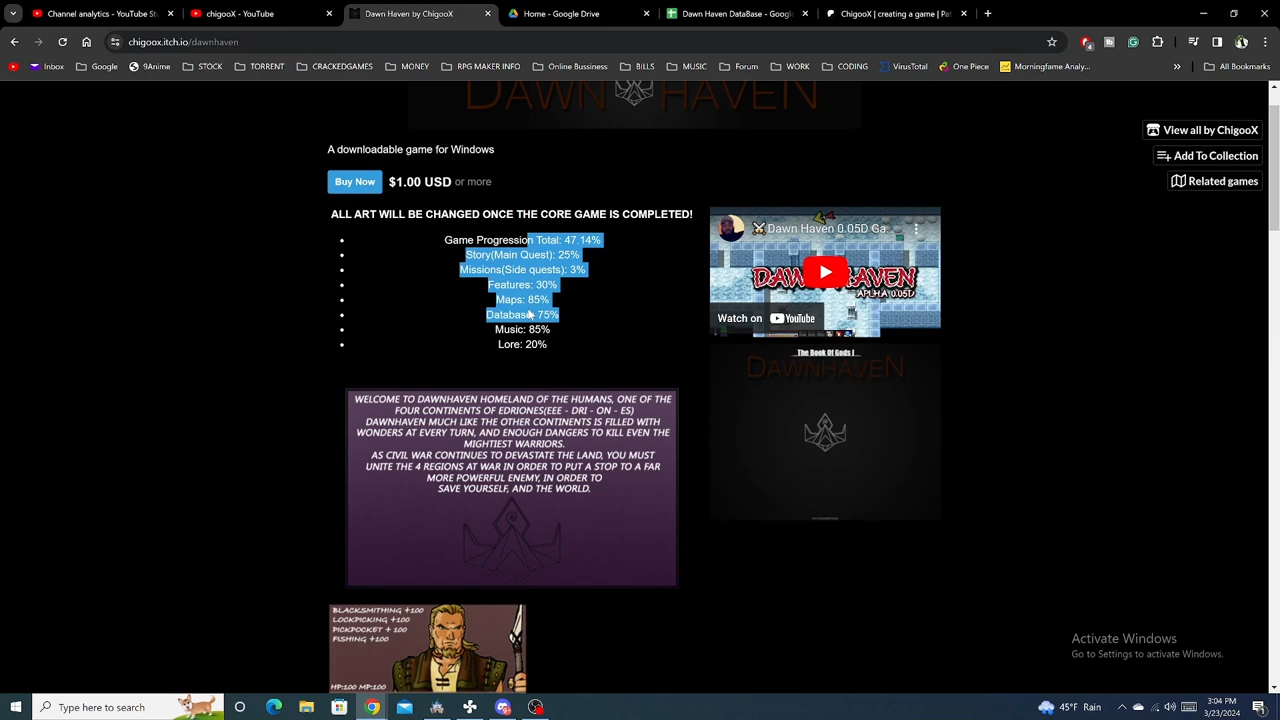 Channel analytics - YouTube St
chigooX - YouTube
Dawn Haven by ChigooX
Home - Google Drive
Dawn Haven DataBase - Google
ChigooX | creating a game | Pat
chigoox.itch.io/dawnhaven
Inbox
Google
9Anime
STOCK
TORRENT
CRACKEDGAMES
MONEY
RPG MAKER INFO
Online Business
BILLS
MUSIC
Forum
WORK
CODING
VirusTotal
One Piece
Morningfame Analy...
All Bookmarks
DAWN HAVEN
View all by ChigooX
Add To Collection
Related games
A downloadable game for Windows
Buy Now $1.00 USD or more
ALL ART WILL BE CHANGED ONCE THE CORE GAME IS COMPLETED!
Game Progression Total: 47.14%
Story(Main Quest): 25%
Missions(Side quests): 3%
Features: 30%
Maps: 85%
Database: 75%
Music: 85%
Lore: 20%
Dawn Haven 0.05D Ga...
DAWNHAVEN
APLHA 0.05D
Watch on YouTube
The Book Of Gods I
DAWNHAVEN
WELCOME TO DAWNHAVEN HOMELAND OF THE HUMANS, ONE OF THE
FOUR CONTINENTS OF EDRIONES(EEE - DRI - ON - ES)
DAWNHAVEN MUCH LIKE THE OTHER CONTINENTS IS FILLED WITH
WONDERS AT EVERY TURN, AND ENOUGH DANGERS TO KILL EVEN THE
MIGHTIEST WARRIORS.
AS CIVIL WAR CONTINUES TO DEVASTATE THE LAND, YOU MUST
UNITE THE 4 REGIONS AT WAR IN ORDER TO PUT A STOP TO A FAR
MORE POWERFUL ENEMY, IN ORDER TO
SAVE YOURSELF, AND THE WORLD.
BLACKSMITHING +100
LOCKPICKING +100
PICKPOCKET + 100
FISHING +100
HP:100 MP:100
Activate Windows
Go to Settings to activate Windows.
Type here to search
45°F Rain
3:04 PM
3/23/2024